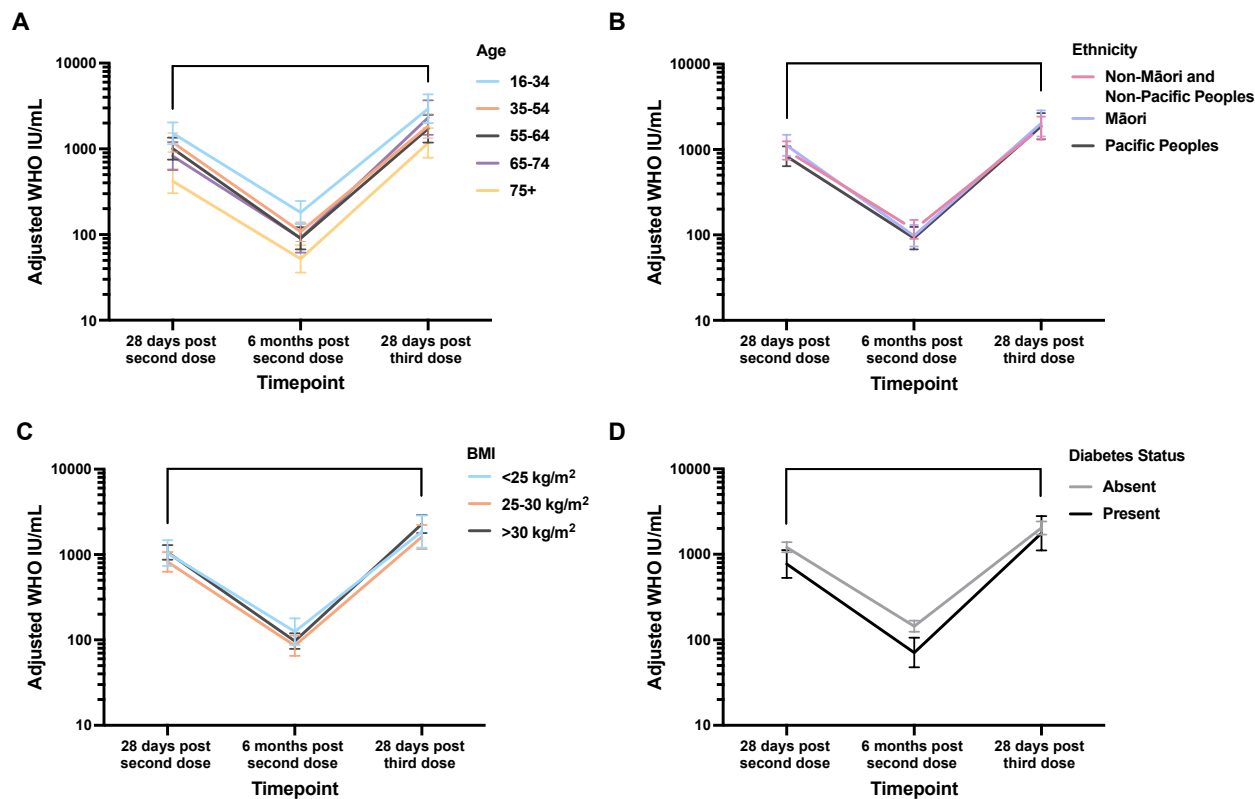 A
Adjusted WHO IU/mL
10000
1000
100
10
28 days post
second dose
6 months post
second dose
28 days post
third dose
Timepoint
Age
16-34
35-54
55-64
65-74
75+
B
Adjusted WHO IU/mL
10000
1000
100
10
28 days post
second dose
6 months post
second dose
28 days post
third dose
Timepoint
Ethnicity
Non-Māori and
Non-Pacific Peoples
Māori
Pacific Peoples
C
Adjusted WHO IU/mL
10000
1000
100
10
28 days post
second dose
6 months post
second dose
28 days post
third dose
Timepoint
BMI
<25 kg/m²
25-30 kg/m²
>30 kg/m²
D
Adjusted WHO IU/mL
10000
1000
100
10
28 days post
second dose
6 months post
second dose
28 days post
third dose
Timepoint
Diabetes Status
Absent
Present